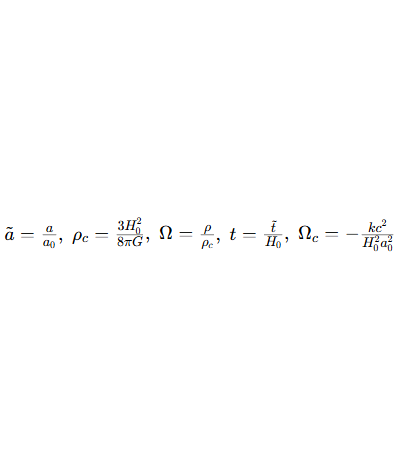 ã = a/a₀, ρ_c = 3H₀²/8πG, Ω = ρ/ρ_c, t = t̃/H₀, Ω_c = −kc²/H₀²a₀²